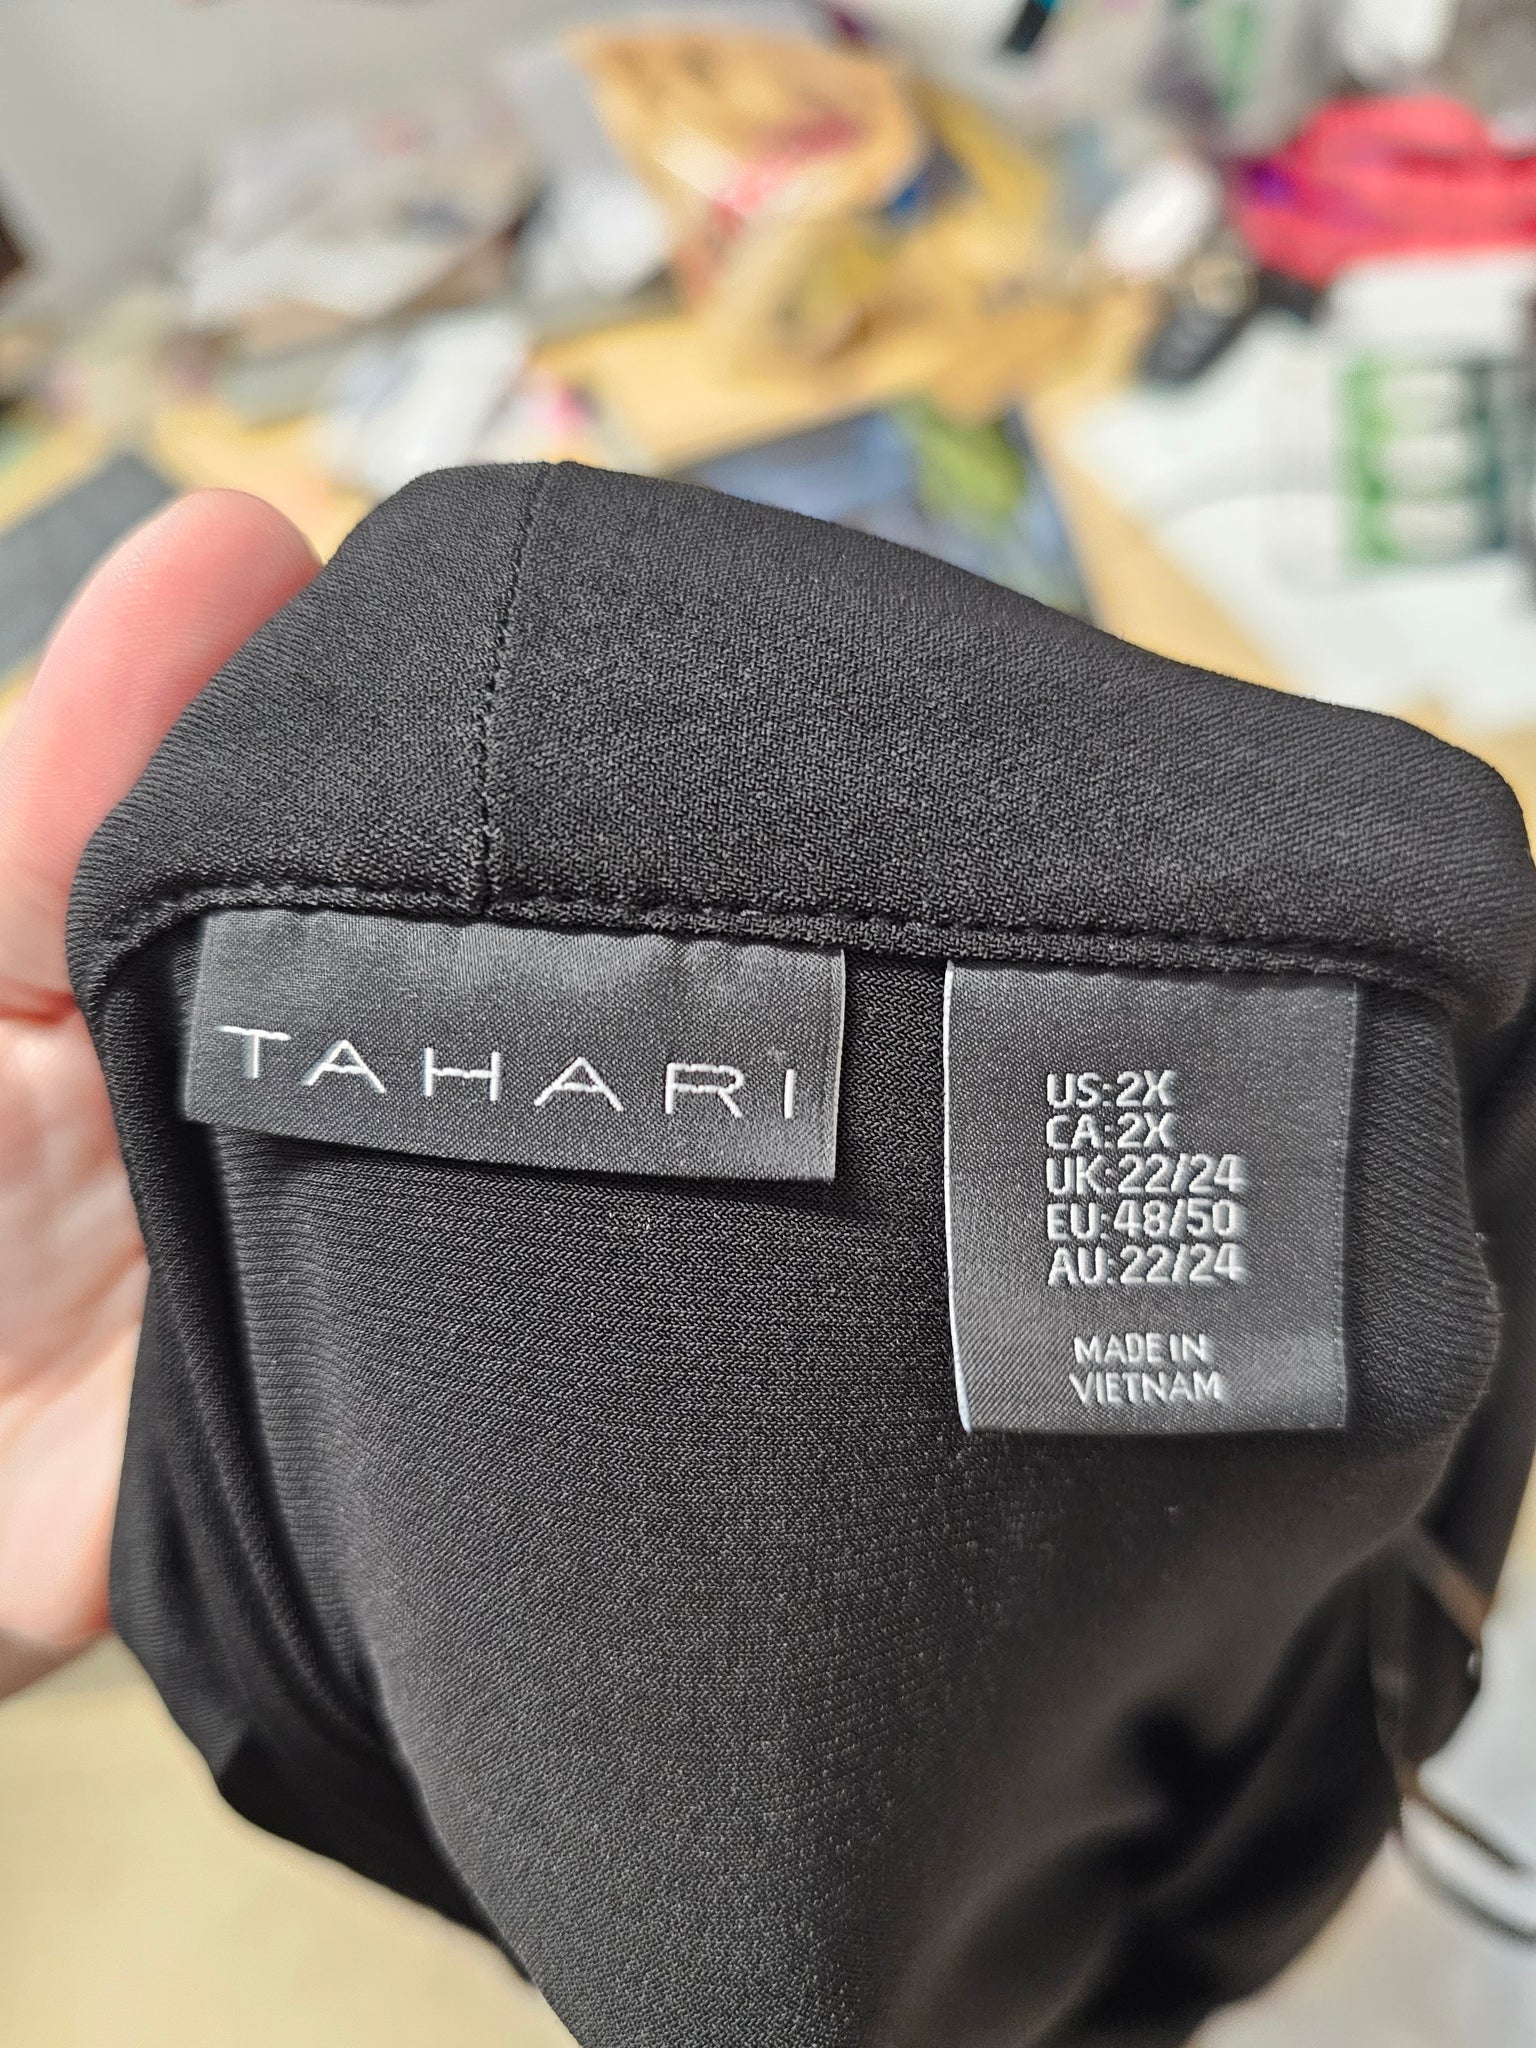 TAHARI
US:2X
CA:2X
UK:22/24
EU:48/50
AU:22/24
MADE IN
VIETNAM